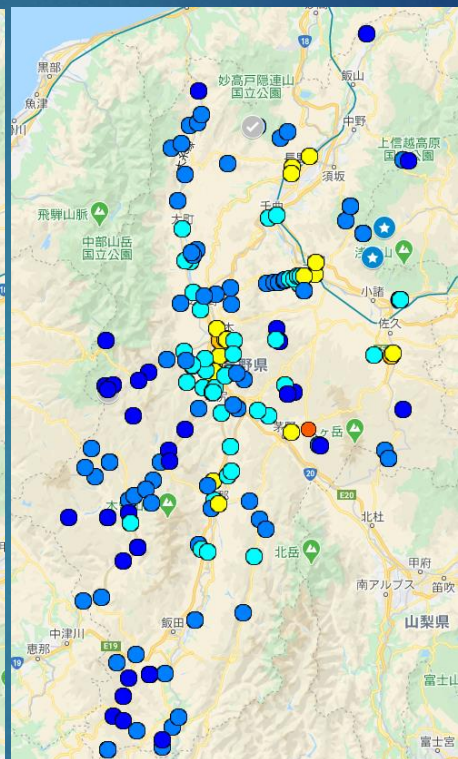 黒部
魚津
18
妙高戸隠連山
国立公園
飯山
中野
上信越高原
国立公園
須坂
飛騨山脈
大町
中部山岳
国立公園
小諸
佐久
野県
ヶ岳
20
E20
北杜
北岳
甲府
南アルプス
笛吹
山梨県
飯田
中津川
E19
恵那
19
富士山
富士宮